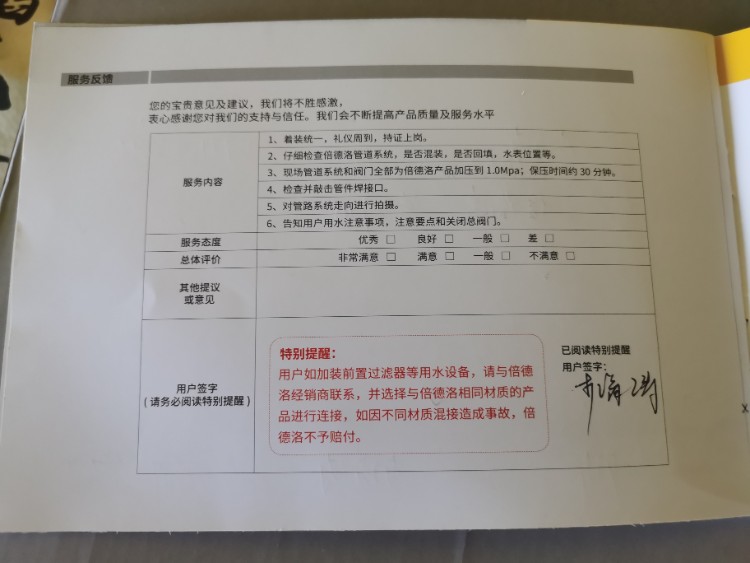 服务反馈
您的宝贵意见及建议，我们将不胜感激，
衷心感谢您对我们的支持与信任。我们会不断提高产品质量及服务水平
服务内容
1、着装统一，礼仪周到，持证上岗。
2、仔细检查倍德洛管道系统，是否混装，是否回填，水表位置等。
3、现场管道系统和阀门全部为倍德洛产品加压到 1.0Mpa；保压时间约 30 分钟。
4、检查并敲击管件焊接口。
5、对管路系统走向进行拍摄。
6、告知用户用水注意事项，注意要点和关闭总阀门。
服务态度 优秀 □ 良好 □ 一般 □ 差 □
总体评价 非常满意 □ 满意 □ 一般 □ 不满意 □
其他提议
或意见
用户签字
（请务必阅读特别提醒）
特别提醒：
用户如加装前置过滤器等用水设备，请与倍德
洛经销商联系，并选择与倍德洛相同材质的产
品进行连接，如因不同材质混接造成事故，倍
德洛不予赔付。
已阅读特别提醒
用户签字：